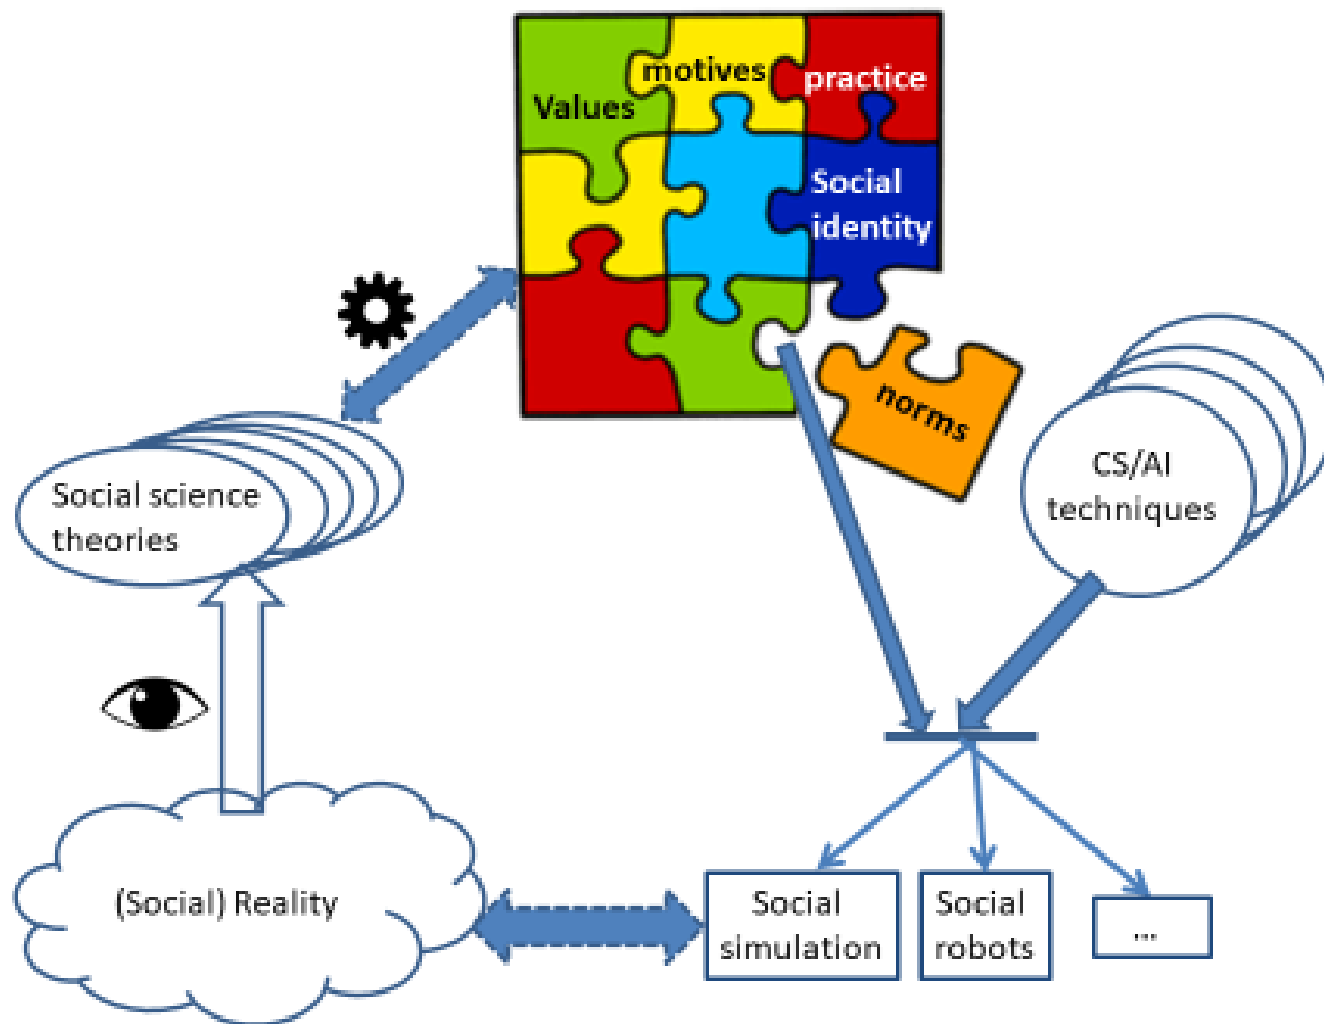 motives
practice
Values
Social
identity
norms
CS/AI
techniques
Social science
theories
(Social) Reality
Social
simulation
Social
robots
...